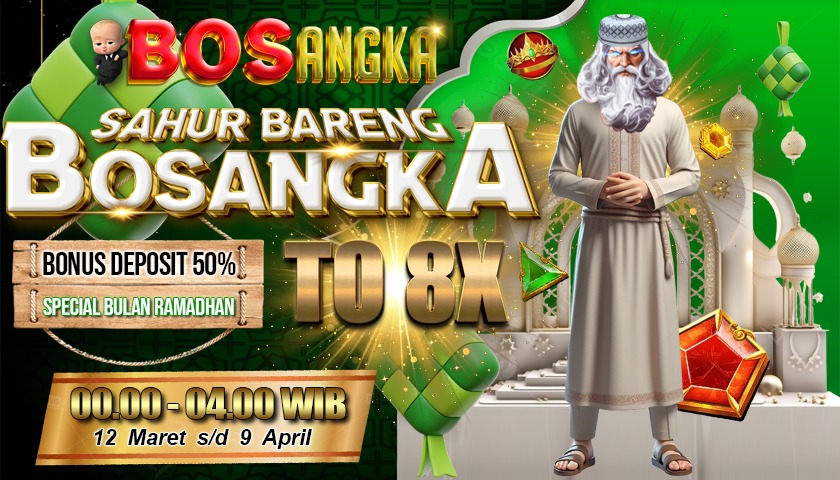 BOSANGKA
SAHUR BARENG
BOSANGKA
BONUS DEPOSIT 50%
SPECIAL BULAN RAMADHAN
TO 8X
00.00 - 04.00 WIB
12 Maret s/d 9 April